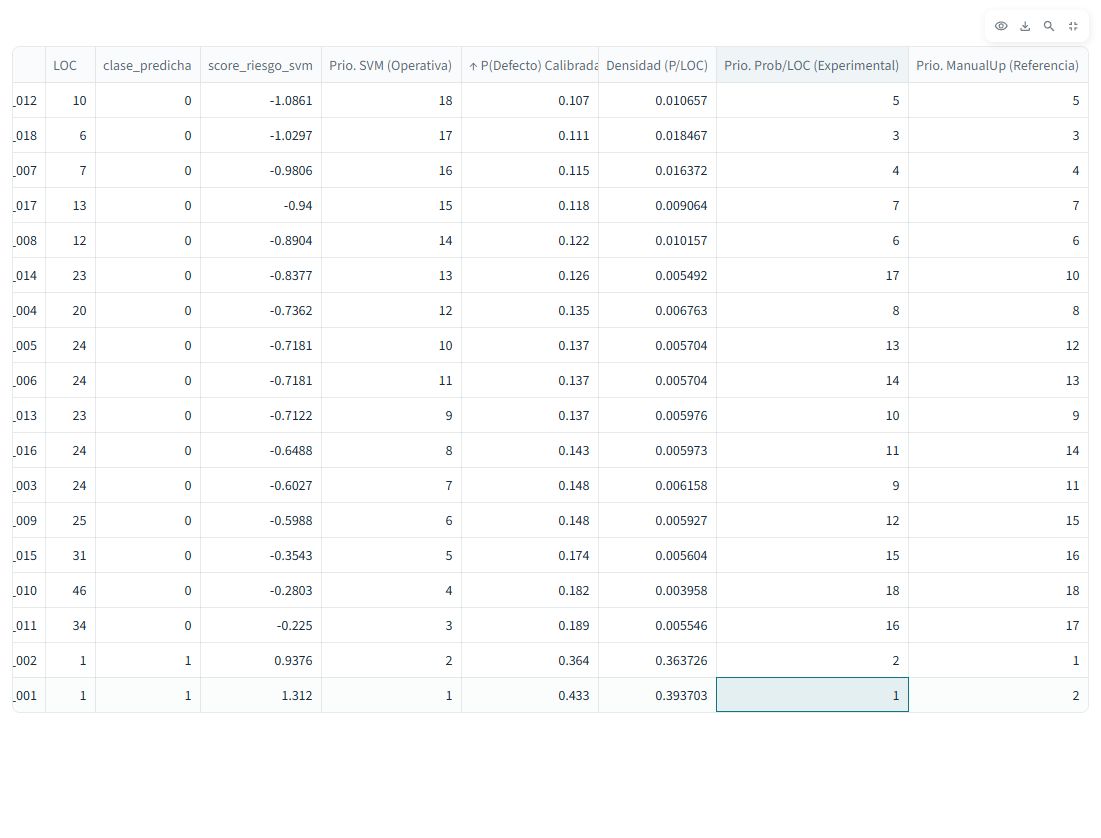 LOC clase_predicha score_riesgo_svm Prio. SVM (Operativa) ↑ P(Defecto) Calibrada Densidad (P/LOC) Prio. Prob/LOC (Experimental) Prio. ManualUp (Referencia)
_012 10 0 -1.0861 18 0.107 0.010657 5 5
_018 6 0 -1.0297 17 0.111 0.018467 3 3
_007 7 0 -0.9806 16 0.115 0.016372 4 4
_017 13 0 -0.94 15 0.118 0.009064 7 7
_008 12 0 -0.8904 14 0.122 0.010157 6 6
_014 23 0 -0.8377 13 0.126 0.005492 17 10
_004 20 0 -0.7362 12 0.135 0.006763 8 8
_005 24 0 -0.7181 10 0.137 0.005704 13 12
_006 24 0 -0.7181 11 0.137 0.005704 14 13
_013 23 0 -0.7122 9 0.137 0.005976 10 9
_016 24 0 -0.6488 8 0.143 0.005973 11 14
_003 24 0 -0.6027 7 0.148 0.006158 9 11
_009 25 0 -0.5988 6 0.148 0.005927 12 15
_015 31 0 -0.3543 5 0.174 0.005604 15 16
_010 46 0 -0.2803 4 0.182 0.003958 18 18
_011 34 0 -0.225 3 0.189 0.005546 16 17
_002 1 1 0.9376 2 0.364 0.363726 2 1
_001 1 1 1.312 1 0.433 0.393703 1 2